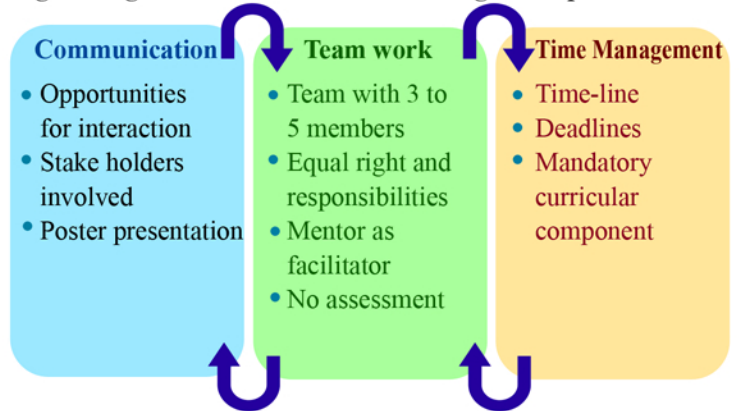 Communication
• Opportunities
for interaction
• Stake holders
involved
• Poster presentation
Team work
• Team with 3 to
5 members
• Equal right and
responsibilities
• Mentor as
facilitator
• No assessment
Time Management
• Time-line
• Deadlines
• Mandatory
curricular
component